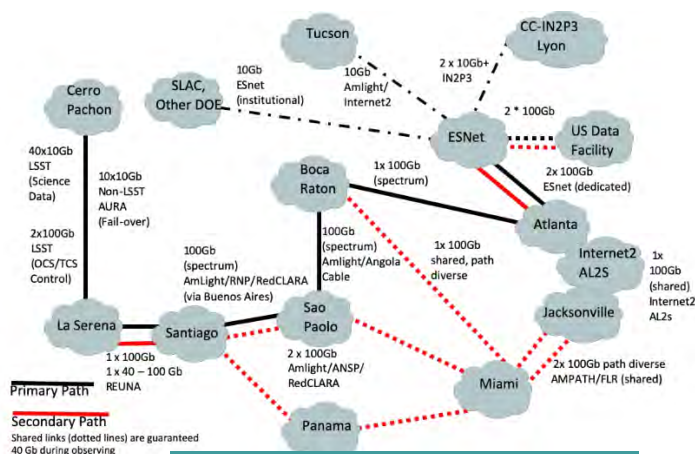 Tucson
CC-IN2P3
Lyon
10Gb
ESnet
(institutional)
10Gb
Amlight/
Internet2
2 x 10Gb+
IN2P3
SLAC,
Other DOE
Cerro
Pachon
2 * 100Gb
ESNet
US Data
Facility
40x10Gb
LSST
(Science
Data)
10x10Gb
Non-LSST
AURA
(Fail-over)
1x 100Gb
(spectrum)
2x 100Gb
ESnet (dedicated)
Boca
Raton
Atlanta
2x100Gb
LSST
(OCS/TCS
Control)
100Gb
(spectrum)
AmLight/RNP/RedCLARA
(via Buenos Aires)
100Gb
(spectrum)
Amlight/Angola
Cable
1x 100Gb
shared, path
diverse
Internet2
AL2S
1x
100Gb
(shared)
Internet2
AL2s
La Serena
Santiago
Sao
Paolo
Jacksonville
1 x 100Gb
1 x 40 – 100 Gb
REUNA
2 x 100Gb
Amlight/ANSP/
RedCLARA
Miami
2x 100Gb path diverse
AMPATH/FLR (shared)
Panama
Primary Path
Secondary Path
Shared links (dotted lines) are guaranteed
40 Gb during observing